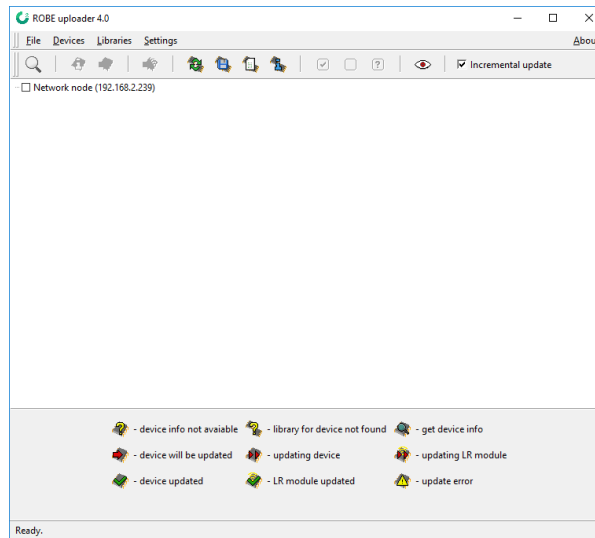 ROBE uploader 4.0
File Devices Libraries Settings Abou
Incremental update
Network node (192.168.2.239)
- device info not avaiable - library for device not found - get device info
- device will be updated - updating device - updating LR module
- device updated - LR module updated - update error
Ready.